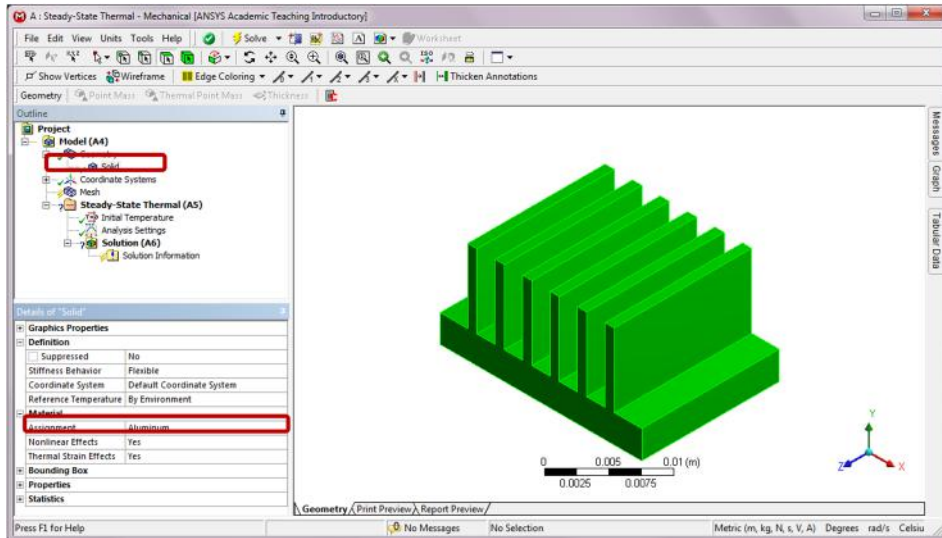 A : Steady-State Thermal - Mechanical [ANSYS Academic Teaching Introductory]
File Edit View Units Tools Help Solve Worksheet
Show Vertices Wireframe Edge Coloring Thicken Annotations
Geometry Point Mass Thermal Point Mass Thickness
Outline
Project
Model (A4)
Solid
Coordinate Systems
Mesh
Steady-State Thermal (A5)
Initial Temperature
Analysis Settings
Solution (A6)
Solution Information
Details of "Solid"
Graphics Properties
Definition
Suppressed No
Stiffness Behavior Flexible
Coordinate System Default Coordinate System
Reference Temperature By Environment
Material
Assignment Aluminum
Nonlinear Effects Yes
Thermal Strain Effects Yes
Bounding Box
Properties
Statistics
Messages
Graph
Tabular Data
Y
Z X
0 0.005 0.01 (m)
0.0025 0.0075
Geometry Print Preview Report Preview
Press F1 for Help No Messages No Selection Metric (m, kg, N, s, V, A) Degrees rad/s Celsiu